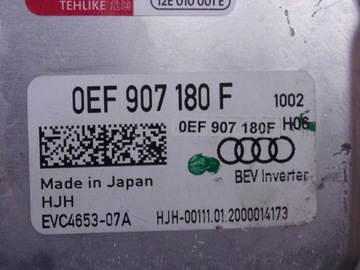 TEHLIKE 危険
12E 010 001 E
0EF 907 180 F
1002
0EF 907 180F H06
Made in Japan
BEV Inverter
HJH
EVC4653-07A
HJH-00111.01.2000014173